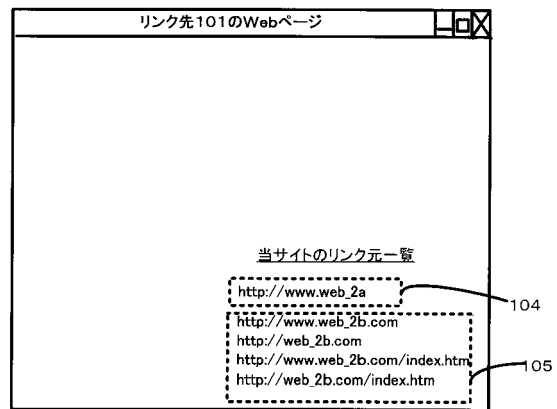 リンク先101のWebページ
当サイトのリンク元一覧
http://www.web_2a
104
http://www.web_2b.com
http://web_2b.com
http://www.web_2b.com/index.htm
http://web_2b.com/index.htm
105